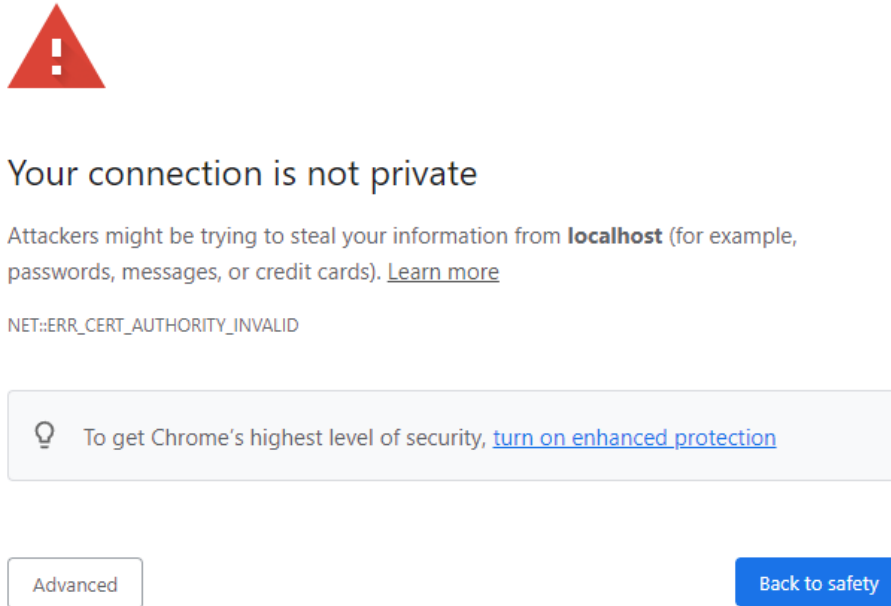 Your connection is not private
Attackers might be trying to steal your information from localhost (for example,
passwords, messages, or credit cards). Learn more
NET::ERR_CERT_AUTHORITY_INVALID
To get Chrome's highest level of security, turn on enhanced protection
Advanced
Back to safety